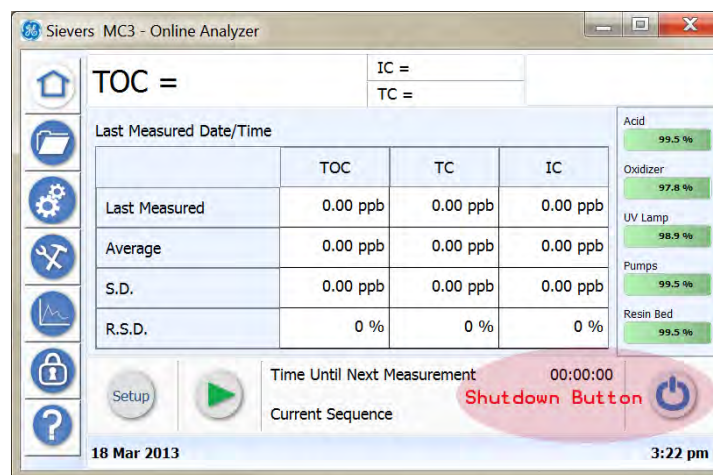 Sievers MC3 - Online Analyzer
TOC =
IC =
TC =
Last Measured Date/Time
TOC TC IC
Last Measured 0.00 ppb 0.00 ppb 0.00 ppb
Average 0.00 ppb 0.00 ppb 0.00 ppb
S.D. 0.00 ppb 0.00 ppb 0.00 ppb
R.S.D. 0 % 0 % 0 %
Acid
99.5 %
Oxidizer
97.8 %
UV Lamp
98.9 %
Pumps
99.5 %
Resin Bed
99.5 %
Setup
Time Until Next Measurement 00:00:00
Shutdown Button
Current Sequence
18 Mar 2013 3:22 pm